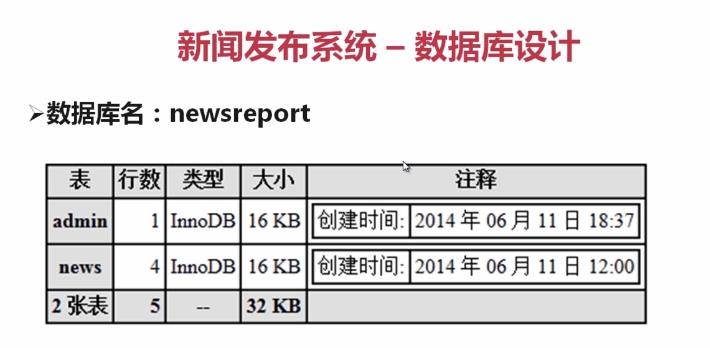 新闻发布系统 – 数据库设计
➢数据库名：newsreport
表 行数 类型 大小 注释
admin 1 InnoDB 16 KB 创建时间: 2014 年 06 月 11 日 18:37
news 4 InnoDB 16 KB 创建时间: 2014 年 06 月 11 日 12:00
2 张表 5 -- 32 KB